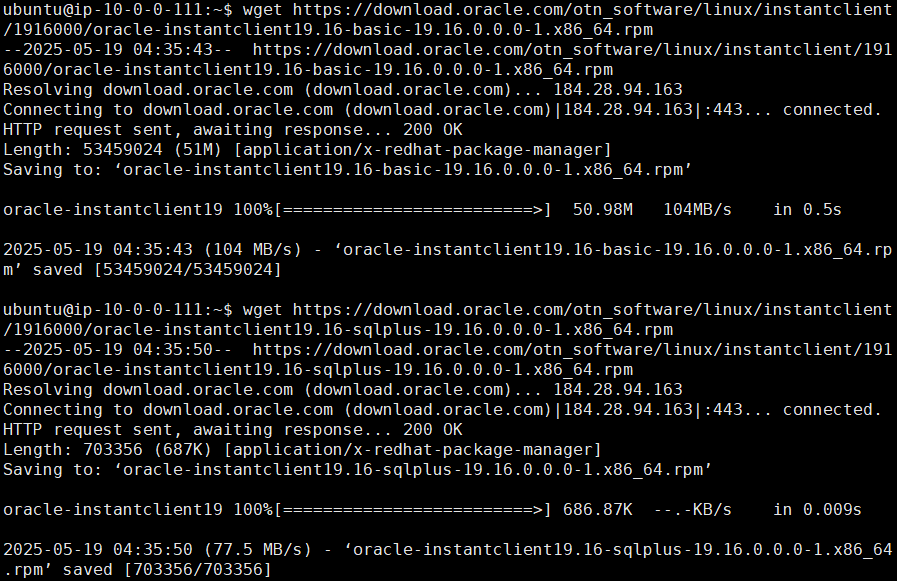 ubuntu@ip-10-0-0-111:~$ wget https://download.oracle.com/otn_software/linux/instantclient
/1916000/oracle-instantclient19.16-basic-19.16.0.0.0-1.x86_64.rpm
--2025-05-19 04:35:43--  https://download.oracle.com/otn_software/linux/instantclient/191
6000/oracle-instantclient19.16-basic-19.16.0.0.0-1.x86_64.rpm
Resolving download.oracle.com (download.oracle.com)... 184.28.94.163
Connecting to download.oracle.com (download.oracle.com)|184.28.94.163|:443... connected.
HTTP request sent, awaiting response... 200 OK
Length: 53459024 (51M) [application/x-redhat-package-manager]
Saving to: ‘oracle-instantclient19.16-basic-19.16.0.0.0-1.x86_64.rpm’

oracle-instantclient19 100%[=========================>]  50.98M   104MB/s    in 0.5s

2025-05-19 04:35:43 (104 MB/s) - ‘oracle-instantclient19.16-basic-19.16.0.0.0-1.x86_64.rp
m’ saved [53459024/53459024]

ubuntu@ip-10-0-0-111:~$ wget https://download.oracle.com/otn_software/linux/instantclient
/1916000/oracle-instantclient19.16-sqlplus-19.16.0.0.0-1.x86_64.rpm
--2025-05-19 04:35:50--  https://download.oracle.com/otn_software/linux/instantclient/191
6000/oracle-instantclient19.16-sqlplus-19.16.0.0.0-1.x86_64.rpm
Resolving download.oracle.com (download.oracle.com)... 184.28.94.163
Connecting to download.oracle.com (download.oracle.com)|184.28.94.163|:443... connected.
HTTP request sent, awaiting response... 200 OK
Length: 703356 (687K) [application/x-redhat-package-manager]
Saving to: ‘oracle-instantclient19.16-sqlplus-19.16.0.0.0-1.x86_64.rpm’

oracle-instantclient19 100%[=========================>] 686.87K  --.-KB/s    in 0.009s

2025-05-19 04:35:50 (77.5 MB/s) - ‘oracle-instantclient19.16-sqlplus-19.16.0.0.0-1.x86_64
.rpm’ saved [703356/703356]